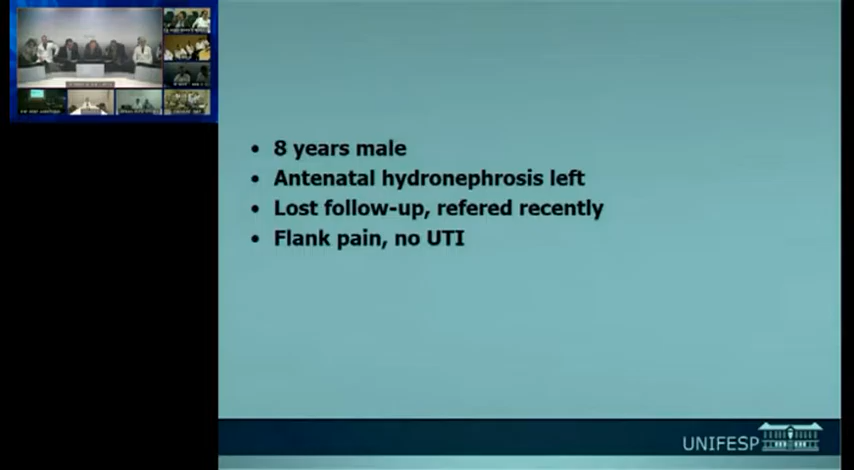 • 8 years male
• Antenatal hydronephrosis left
• Lost follow-up, refered recently
• Flank pain, no UTI
UNIFESP